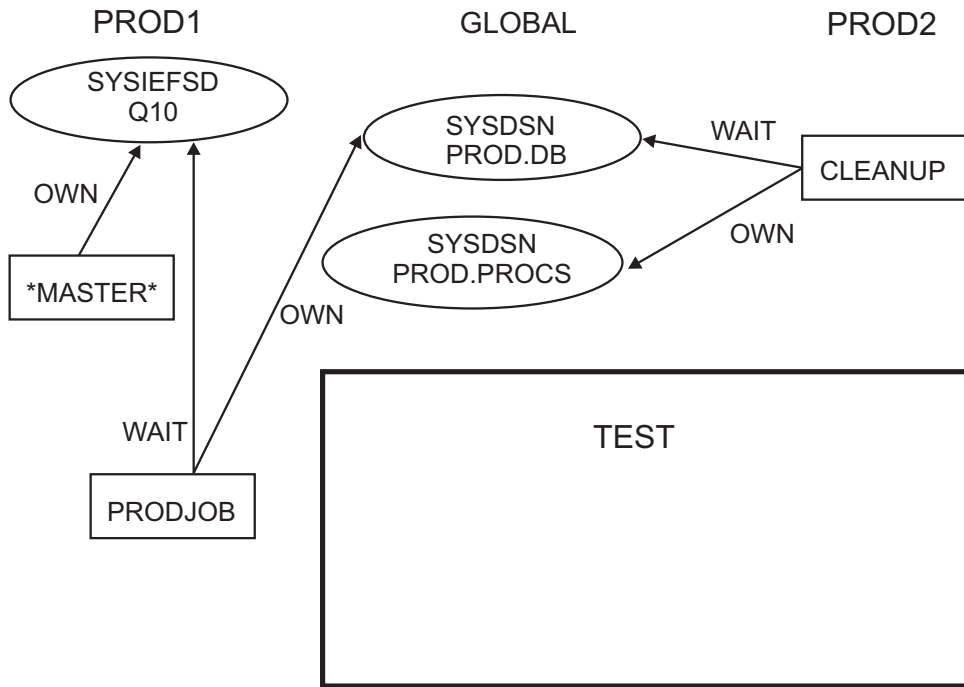 PROD1
GLOBAL
PROD2
SYSIEFSD
Q10
SYSDSN
PROD.DB
WAIT
CLEANUP
OWN
SYSDSN
PROD.PROCS
OWN
*MASTER*
OWN
WAIT
TEST
PRODJOB